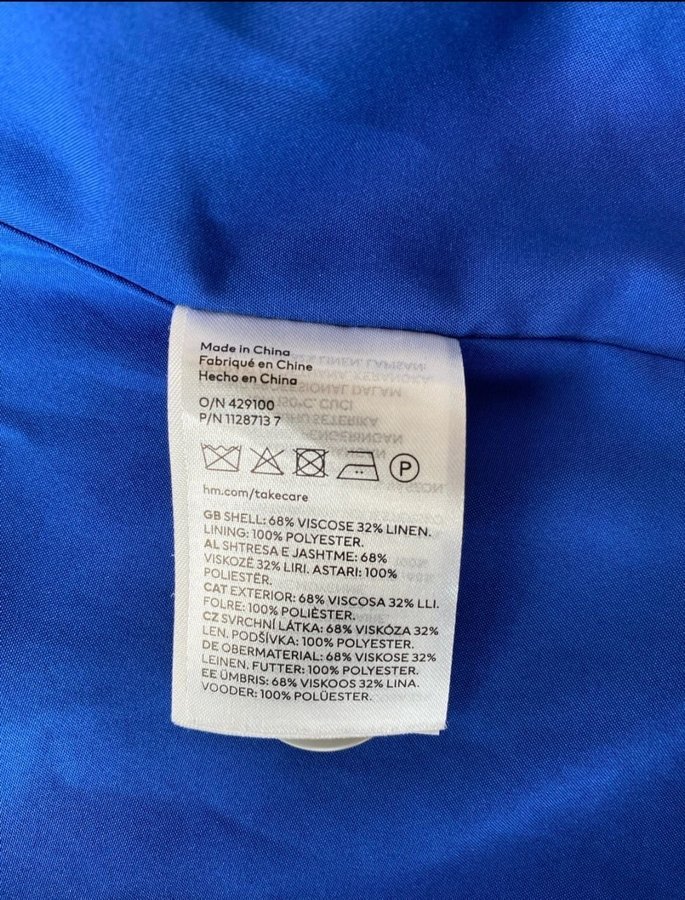 Made in China
Fabriqué en Chine
Hecho en China
O/N 429100
P/N 1128713 7
P
hm.com/takecare
GB SHELL: 68% VISCOSE 32% LINEN.
LINING: 100% POLYESTER.
AL SHTRESA E JASHTME: 68%
VISKOZË 32% LIRI. ASTARI: 100%
POLIESTËR.
CAT EXTERIOR: 68% VISCOSA 32% LLI.
FOLRE: 100% POLIÈSTER.
CZ SVRCHNÍ LÁTKA: 68% VISKÓZA 32%
LEN. PODŠÍVKA: 100% POLYESTER.
DE OBERMATERIAL: 68% VISKOSE 32%
LEINEN. FUTTER: 100% POLYESTER.
EE ÜMBRIS: 68% VISKOOS 32% LINA.
VOODER: 100% POLÜESTER.